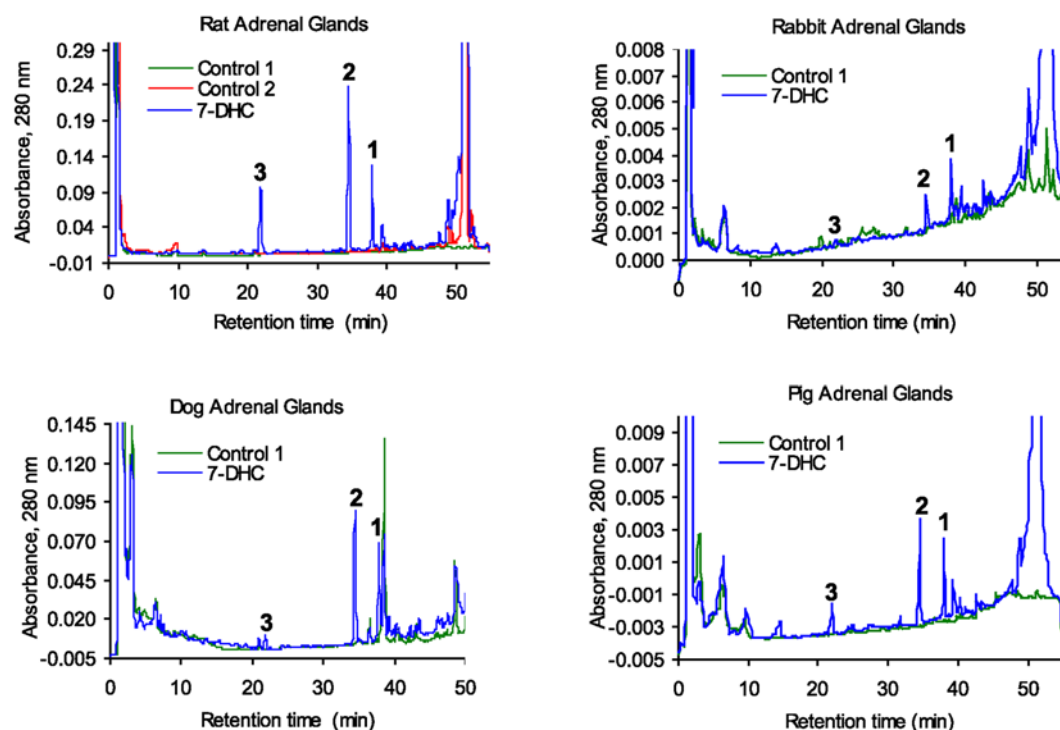 Rat Adrenal Glands
Absorbance, 280 nm
0.29
0.24
0.19
0.14
0.09
0.04
-0.01
Control 1
Control 2
7-DHC
3
2
1
0 10 20 30 40 50
Retention time (min)
Rabbit Adrenal Glands
Absorbance, 280 nm
0.008
0.007
0.006
0.005
0.004
0.003
0.002
0.001
0.000
Control 1
7-DHC
3
2
1
0 10 20 30 40 50
Retention time (min)
Dog Adrenal Glands
Absorbance, 280 nm
0.145
0.120
0.095
0.070
0.045
0.020
-0.005
Control 1
7-DHC
3
2
1
0 10 20 30 40 50
Retention time (min)
Pig Adrenal Glands
Absorbance, 280 nm
0.009
0.007
0.005
0.003
0.001
-0.001
-0.003
-0.005
Control 1
7-DHC
3
2
1
0 10 20 30 40 50
Retention time (min)